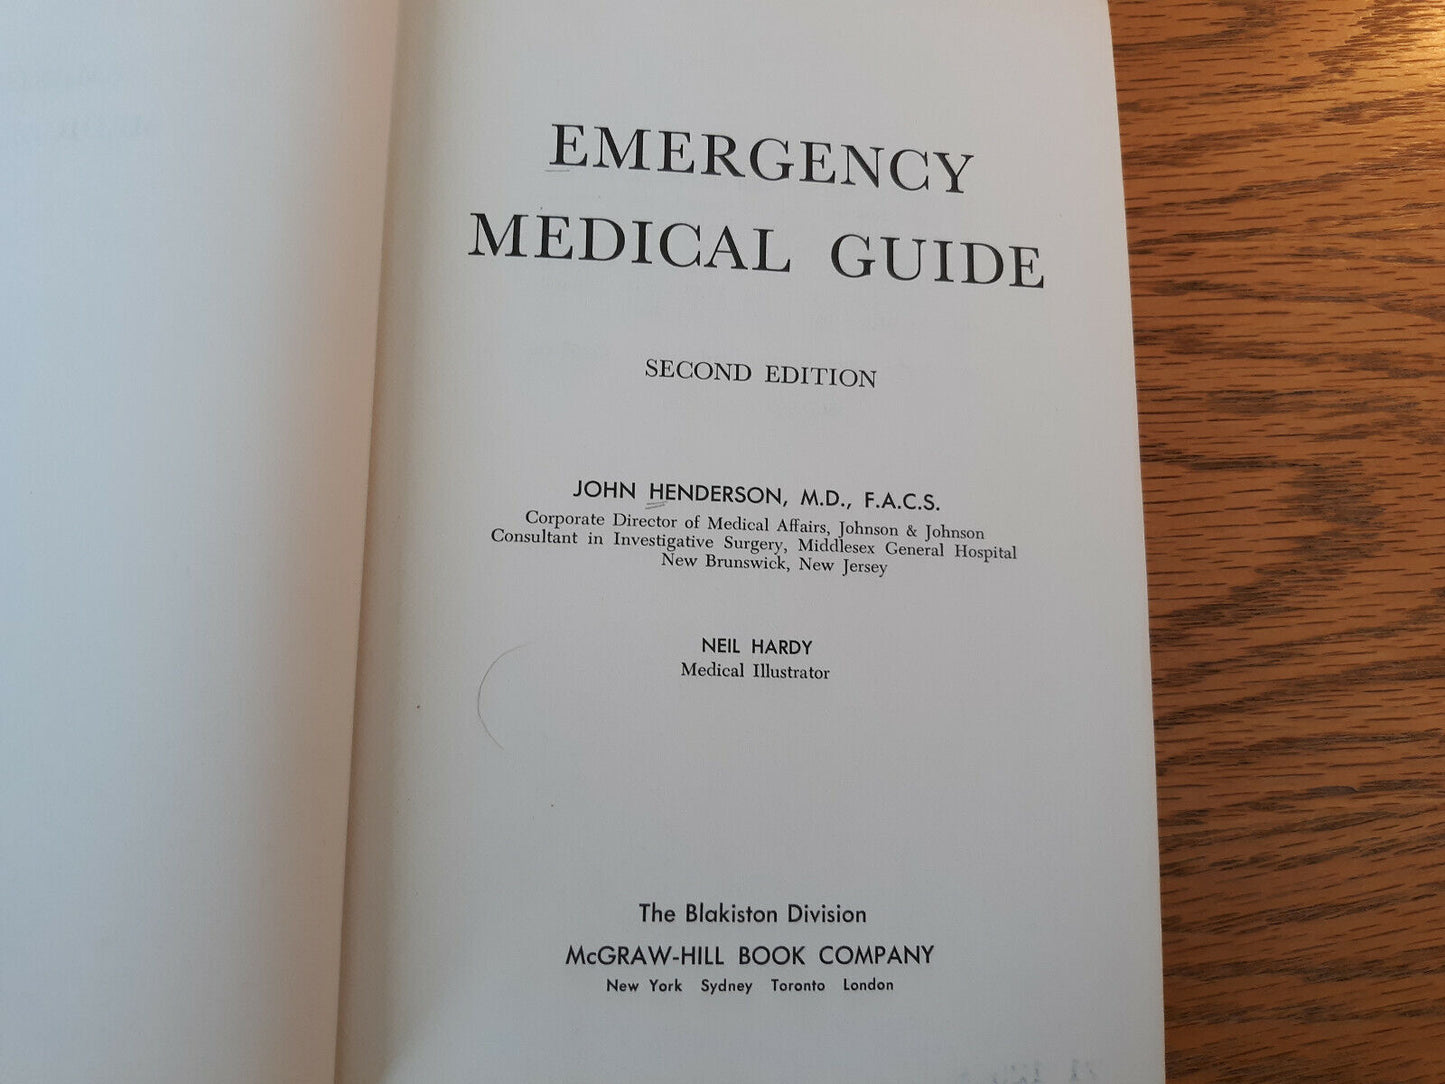 EMERGENCY
MEDICAL GUIDE
SECOND EDITION
JOHN HENDERSON, M.D., F.A.C.S.
Corporate Director of Medical Affairs, Johnson & Johnson
Consultant in Investigative Surgery, Middlesex General Hospital
New Brunswick, New Jersey
NEIL HARDY
Medical Illustrator
The Blakiston Division
McGRAW-HILL BOOK COMPANY
New York Sydney Toronto London